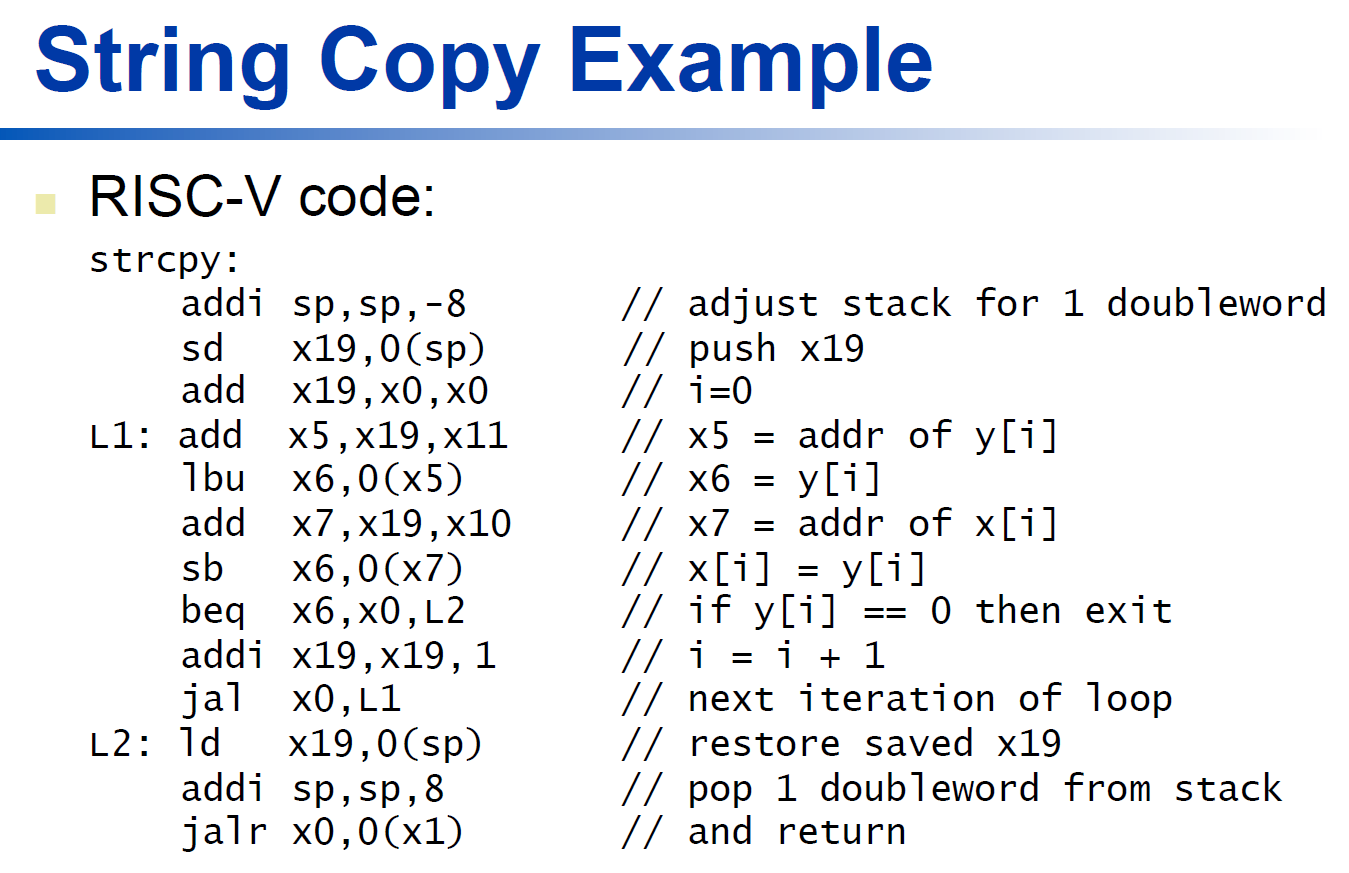 String Copy Example
RISC-V code:
strcpy:
addi sp,sp,-8 // adjust stack for 1 doubleword
sd x19,0(sp) // push x19
add x19,x0,x0 // i=0
L1: add x5,x19,x11 // x5 = addr of y[i]
lbu x6,0(x5) // x6 = y[i]
add x7,x19,x10 // x7 = addr of x[i]
sb x6,0(x7) // x[i] = y[i]
beq x6,x0,L2 // if y[i] == 0 then exit
addi x19,x19,1 // i = i + 1
jal x0,L1 // next iteration of loop
L2: ld x19,0(sp) // restore saved x19
addi sp,sp,8 // pop 1 doubleword from stack
jalr x0,0(x1) // and return